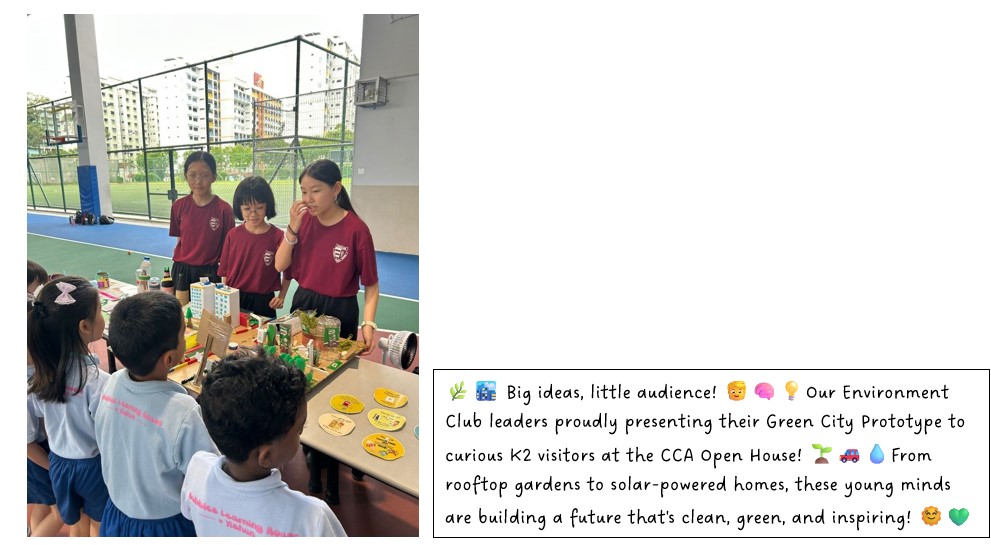 🌿 🏙️ Big ideas, little audience! 👦 🧠 💡 Our Environment
Club leaders proudly presenting their Green City Prototype to
curious K2 visitors at the CCA Open House! 🌱 🚗 💧 From
rooftop gardens to solar-powered homes, these young minds
are building a future that's clean, green, and inspiring! 🌞 💚
Learning House